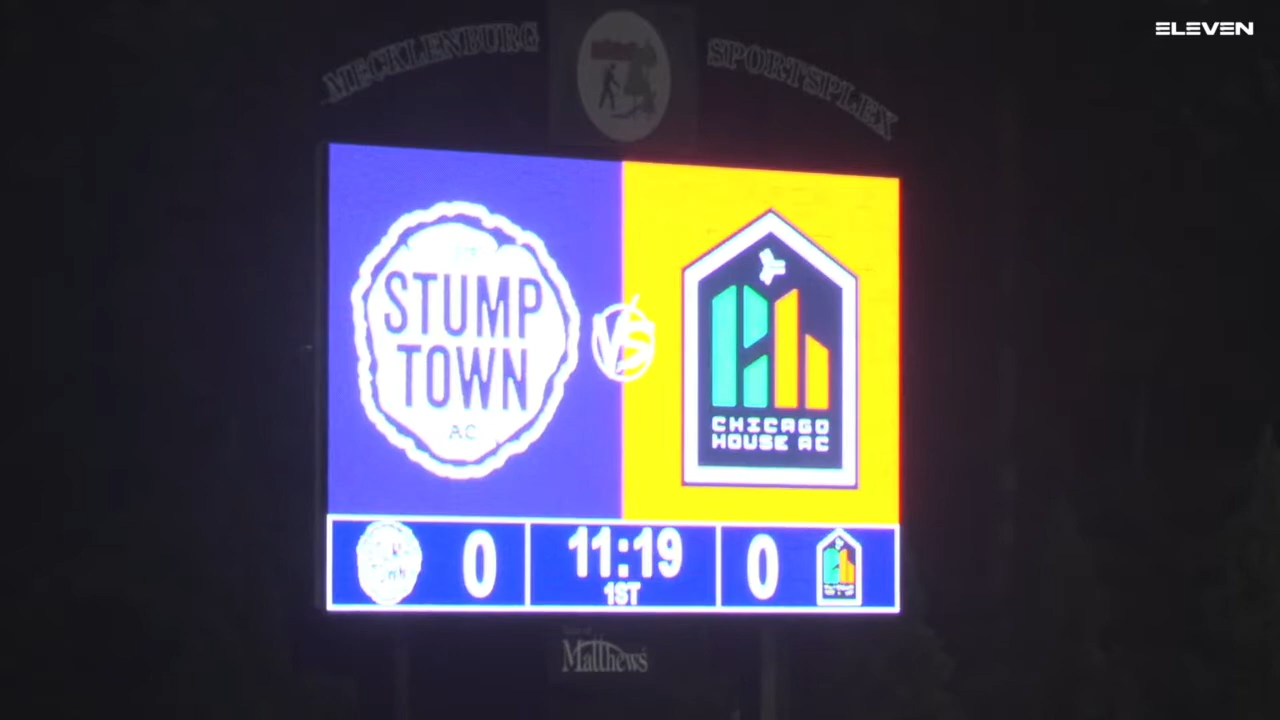 ELEVEN
MECKLENBURG SPORTSPLEX
STUMP
TOWN
AC
VS
CHICAGO
HOUSE AC
0 11:19 0
1ST
Matthews